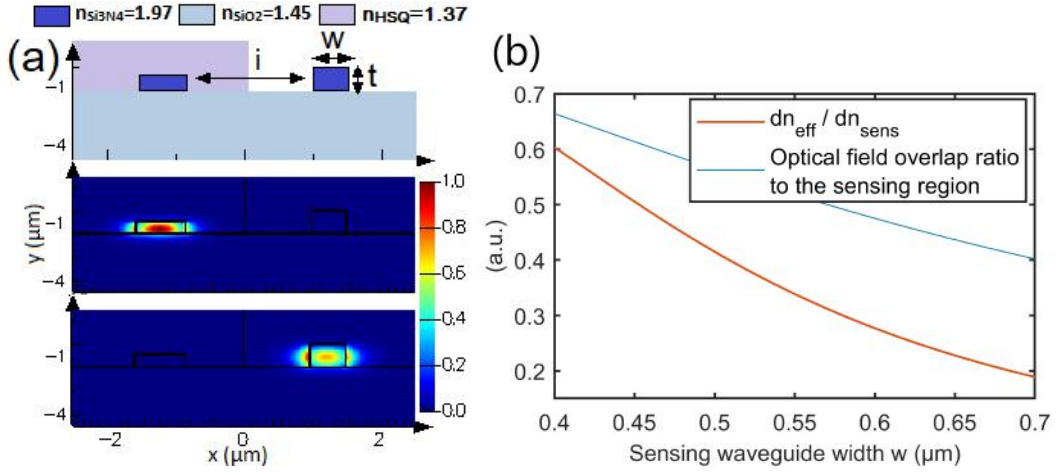 nSi3N4=1.97 nSiO2=1.45 nHSQ=1.37
(a)
w
i
t
−1
−4
1.0
−1
0.8
y (μm)
0.6
−4
0.4
−1
0.2
−4
0.0
−2 0 2
x (μm)
(b)
0.7
dneff / dnsens
0.6
Optical field overlap ratio
to the sensing region
0.5
(a.u.)
0.4
0.3
0.2
0.4 0.45 0.5 0.55 0.6 0.65 0.7
Sensing waveguide width w (μm)